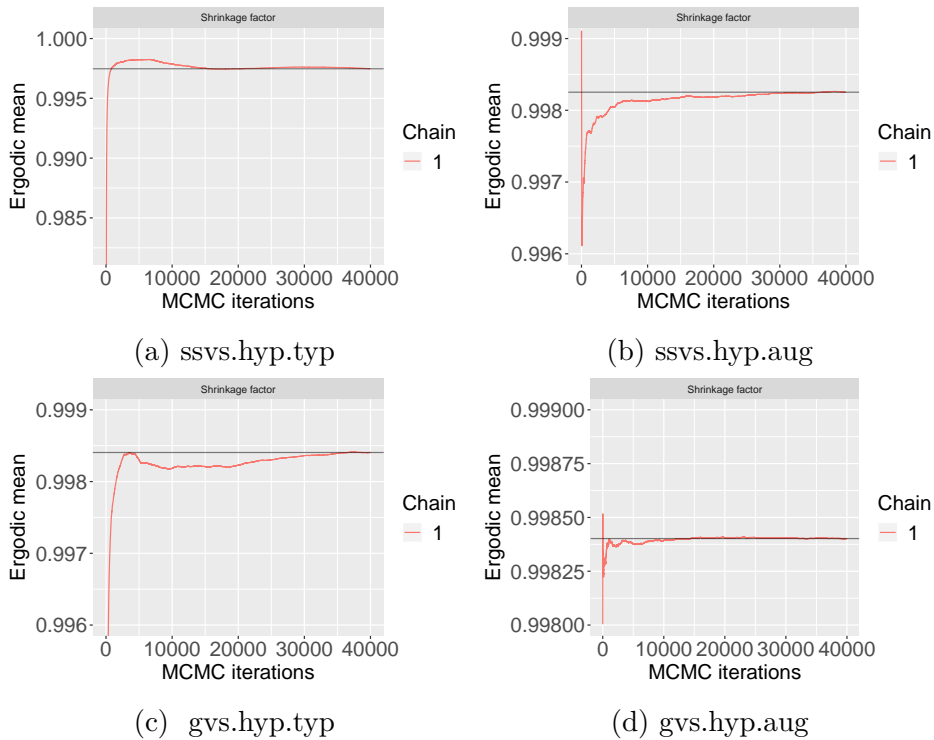 Shrinkage factor
1.000
0.995
0.990
0.985
Ergodic mean
0 10000 20000 30000 40000
MCMC iterations
Chain
1
(a) ssvs.hyp.typ
Shrinkage factor
0.999
0.998
0.997
0.996
Ergodic mean
0 10000 20000 30000 40000
MCMC iterations
Chain
1
(b) ssvs.hyp.aug
Shrinkage factor
0.999
0.998
0.997
0.996
Ergodic mean
0 10000 20000 30000 40000
MCMC iterations
Chain
1
(c) gvs.hyp.typ
Shrinkage factor
0.99900
0.99875
0.99850
0.99825
0.99800
Ergodic mean
0 10000 20000 30000 40000
MCMC iterations
Chain
1
(d) gvs.hyp.aug